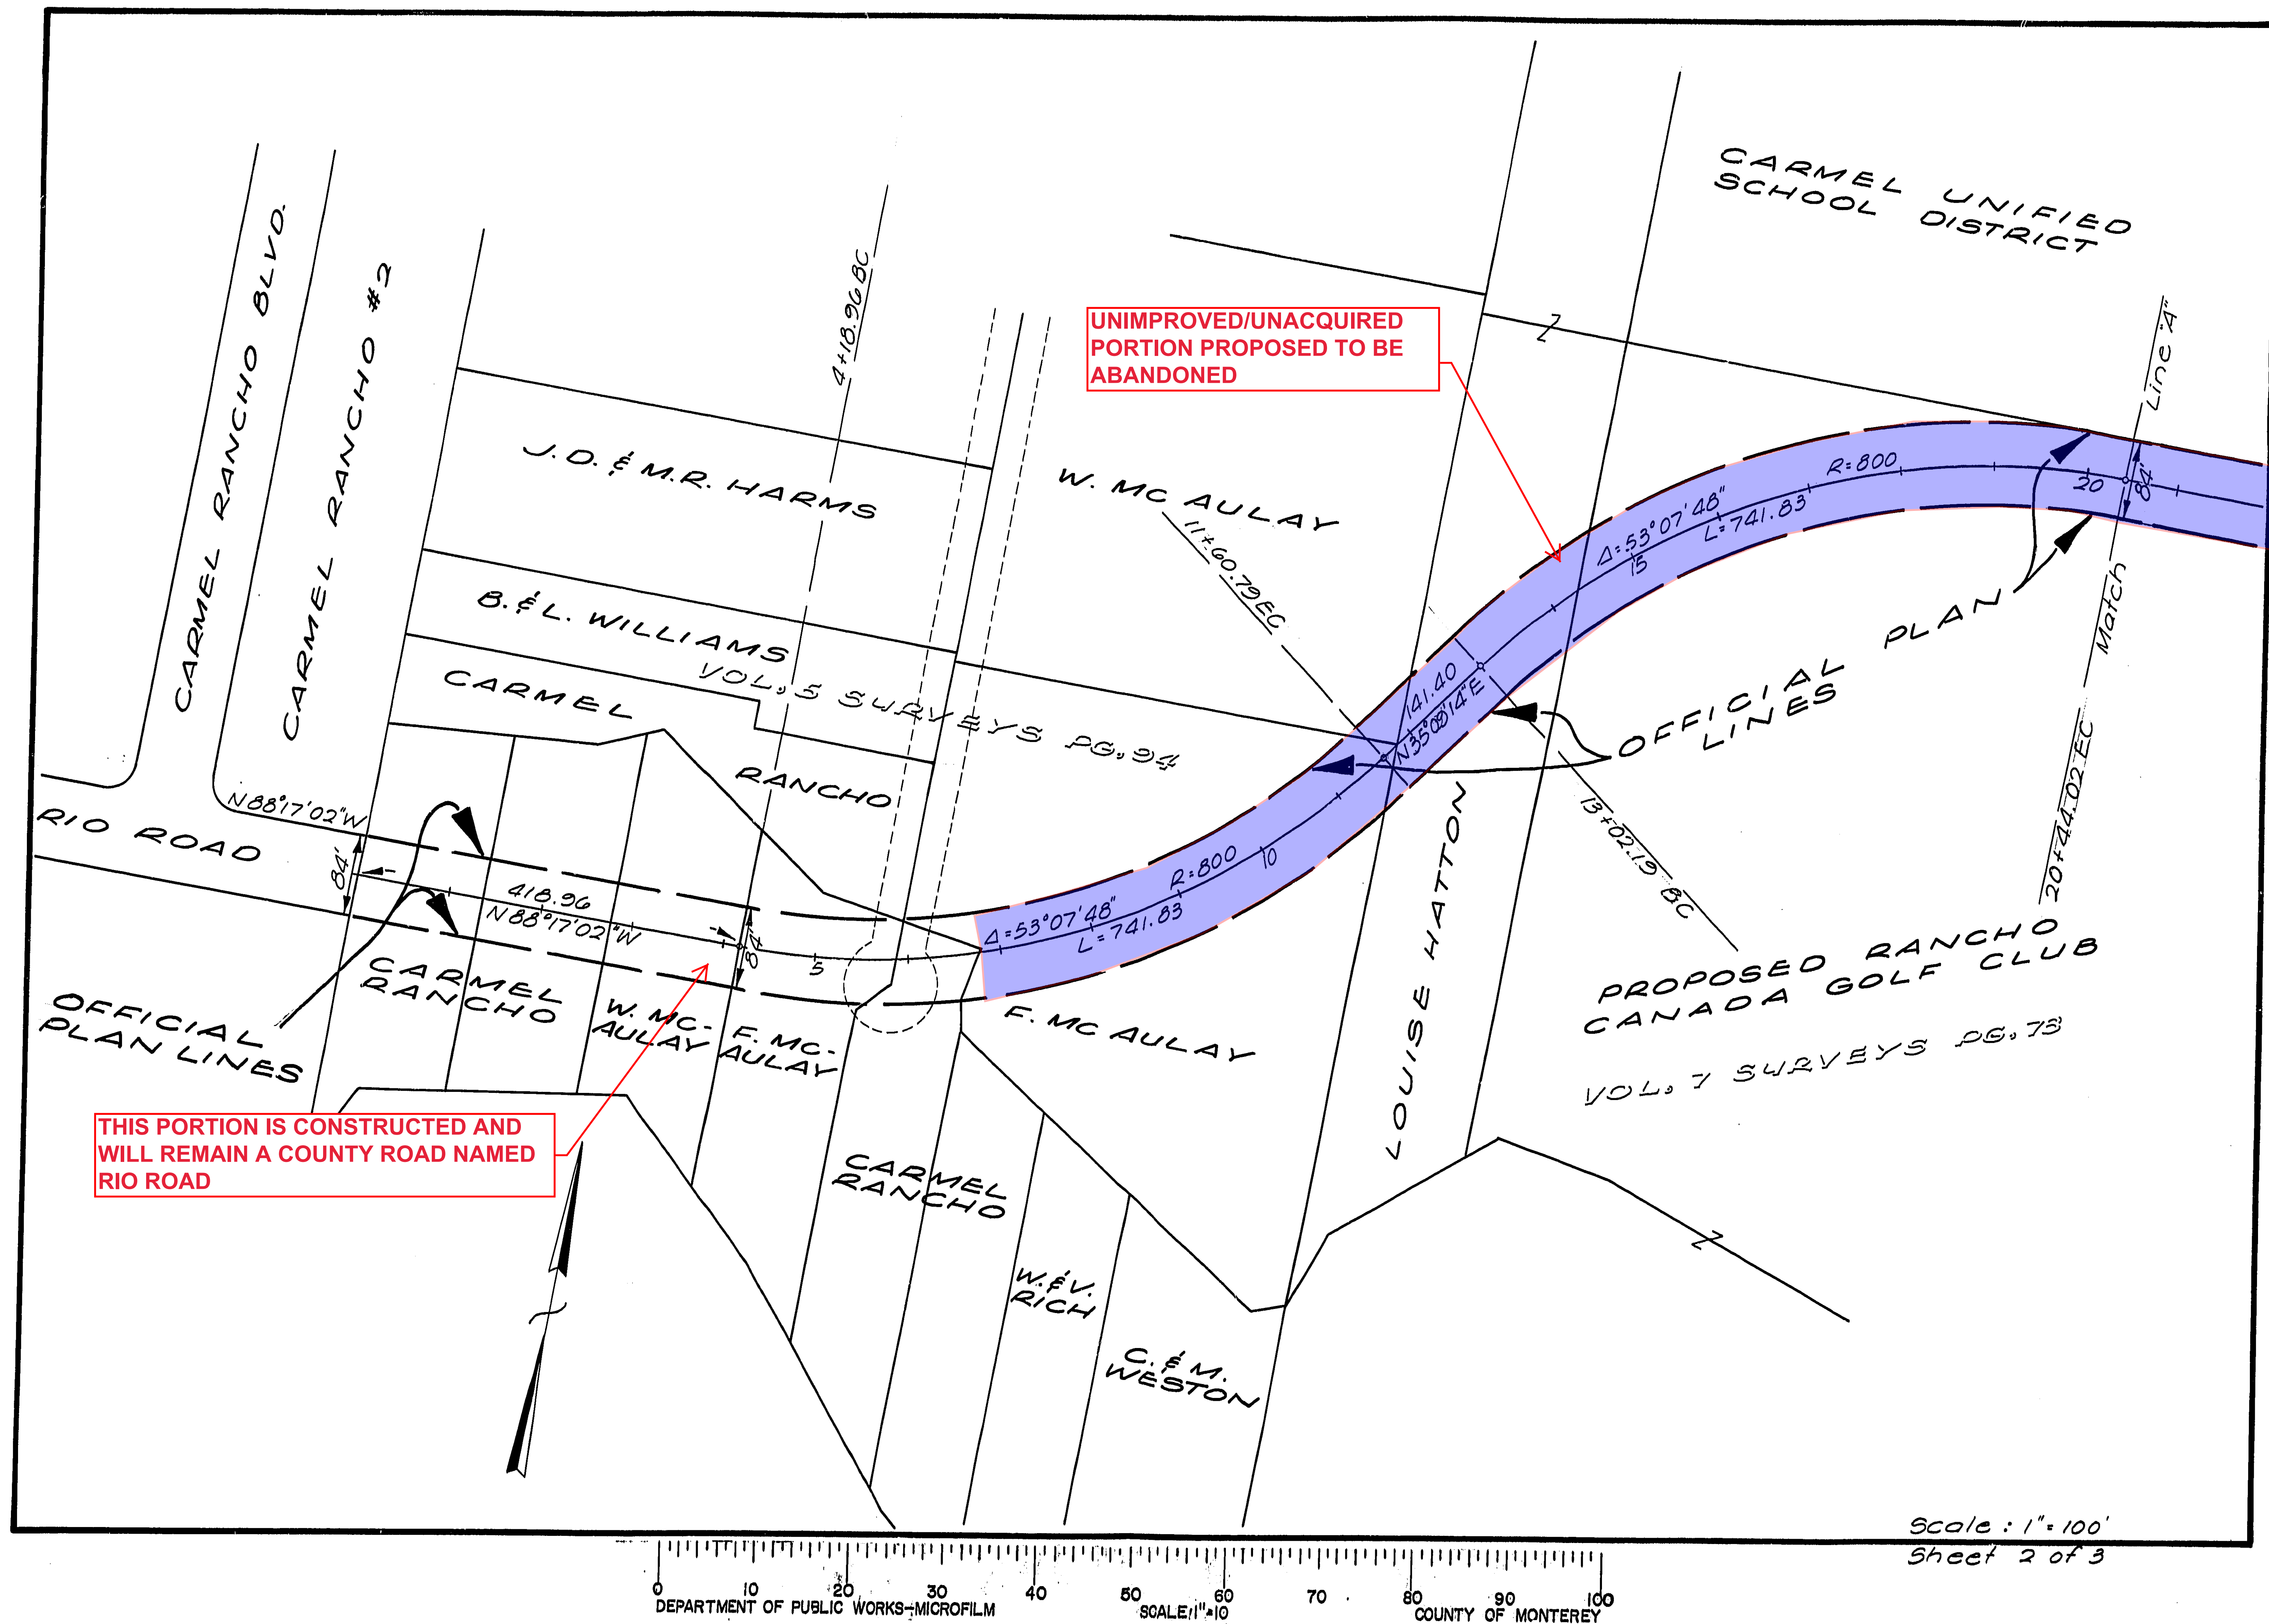 CARMEL RANCHO BLVD.
CARMEL RANCHO #2
4+18.96 BC
CARMEL UNIFIED
SCHOOL DISTRICT
UNIMPROVED/UNACQUIRED
PORTION PROPOSED TO BE
ABANDONED
Line "A"
Match
J.D. & M.R. HARMS
W. MC AULAY
11+60.79 EC
R=800
Δ=53°07'48"
L=741.83
15
20
84'
B. & L. WILLIAMS
VOL. 5 SURVEYS PG. 94
CARMEL
RANCHO
141.40
OFFICIAL PLAN
LINES
13+02.19 BC
20+44.02 EC
N88°17'02"W
RIO ROAD
84'
418.96
N88°17'02"W
84'
5
Δ=53°07'48"
L=741.83
R=800
10
LOUISE HATTON
PROPOSED RANCHO
CANADA GOLF CLUB
VOL. 7 SURVEYS PG. 73
OFFICIAL
PLAN LINES
CARMEL
RANCHO
W. MC-
AULAY
F. MC-
AULAY
F. MC AULAY
THIS PORTION IS CONSTRUCTED AND
WILL REMAIN A COUNTY ROAD NAMED
RIO ROAD
CARMEL
RANCHO
W. & V.
RICH
C. & M.
WESTON
Scale : 1"=100'
Sheet 2 of 3
0 10 20 30 40 50 60 70 80 90 100
DEPARTMENT OF PUBLIC WORKS-MICROFILM SCALE 1"=10 COUNTY OF MONTEREY